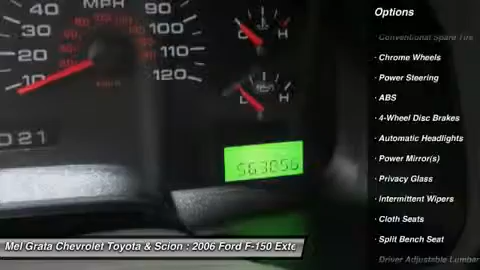 MPH
40
90
30
100
20
110
10
120
H
H
021
Options
Conventional Spare Tire
· Chrome Wheels
· Power Steering
· ABS
· 4-Wheel Disc Brakes
· Automatic Headlights
· Power Mirror(s)
· Privacy Glass
· Intermittent Wipers
· Cloth Seats
· Split Bench Seat
· Driver Adjustable Lumbar
Mel Grata Chevrolet Toyota & Scion : 2006 Ford F-150 Exte